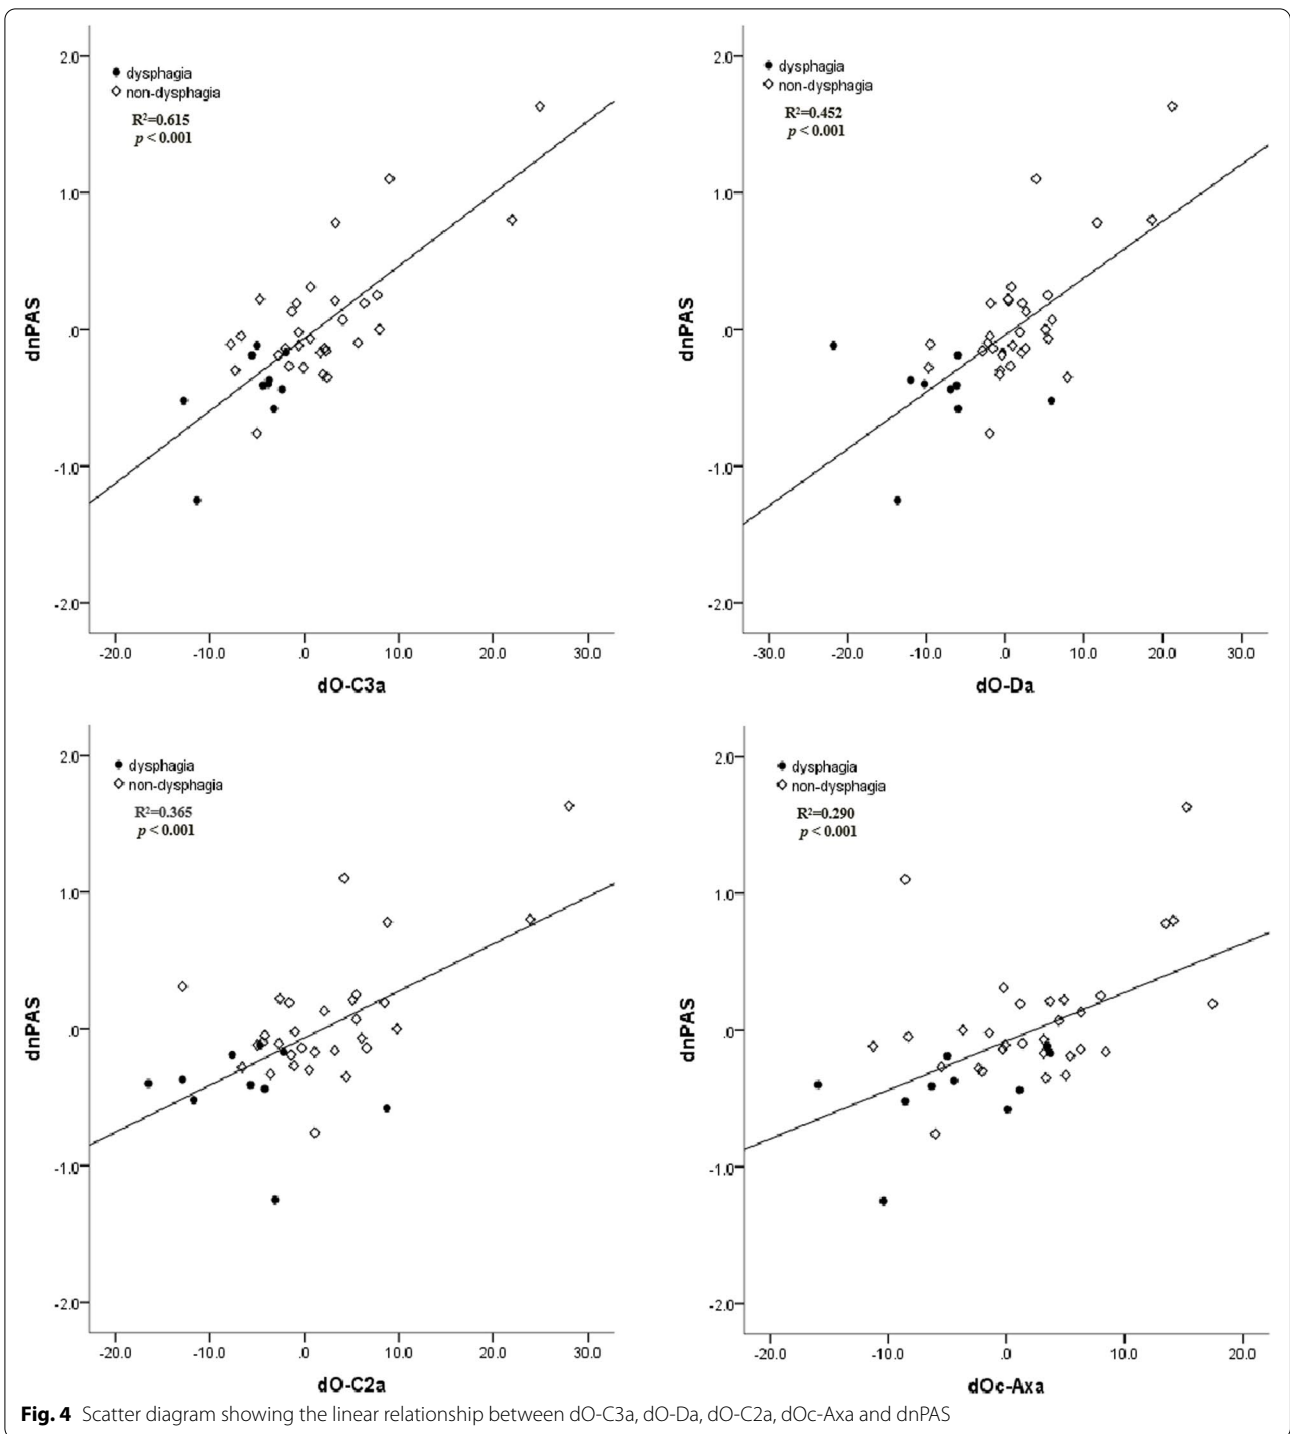 2.0
dysphagia
non-dysphagia
R²=0.615
p < 0.001
1.0
.0
-1.0
-2.0
dnPAS
-20.0 -10.0 .0 10.0 20.0 30.0
dO-C3a
2.0
dysphagia
non-dysphagia
R²=0.452
p < 0.001
1.0
.0
-1.0
-2.0
dnPAS
-30.0 -20.0 -10.0 .0 10.0 20.0 30.0
dO-Da
2.0
dysphagia
non-dysphagia
R²=0.365
p < 0.001
1.0
.0
-1.0
-2.0
dnPAS
-20.0 -10.0 .0 10.0 20.0 30.0
dO-C2a
2.0
dysphagia
non-dysphagia
R²=0.290
p < 0.001
1.0
.0
-1.0
-2.0
dnPAS
-20.0 -10.0 .0 10.0 20.0
dOc-Axa
Fig. 4 Scatter diagram showing the linear relationship between dO-C3a, dO-Da, dO-C2a, dOc-Axa and dnPAS